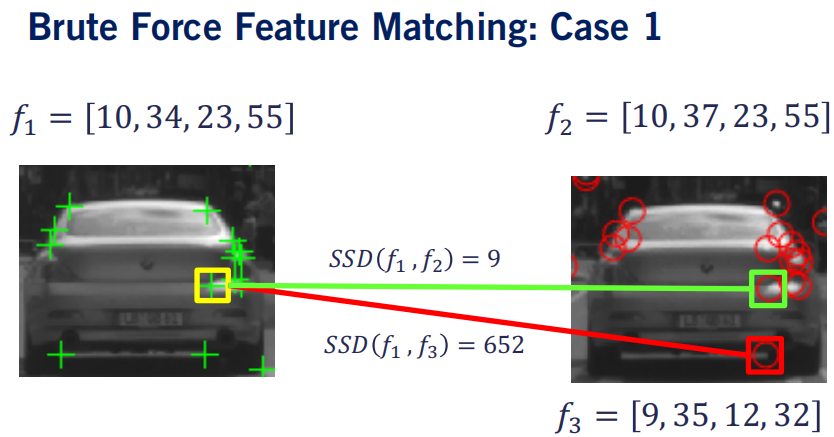 Brute Force Feature Matching: Case 1
f₁ = [10, 34, 23, 55]
f₂ = [10, 37, 23, 55]
SSD(f₁, f₂) = 9
SSD(f₁, f₃) = 652
f₃ = [9, 35, 12, 32]